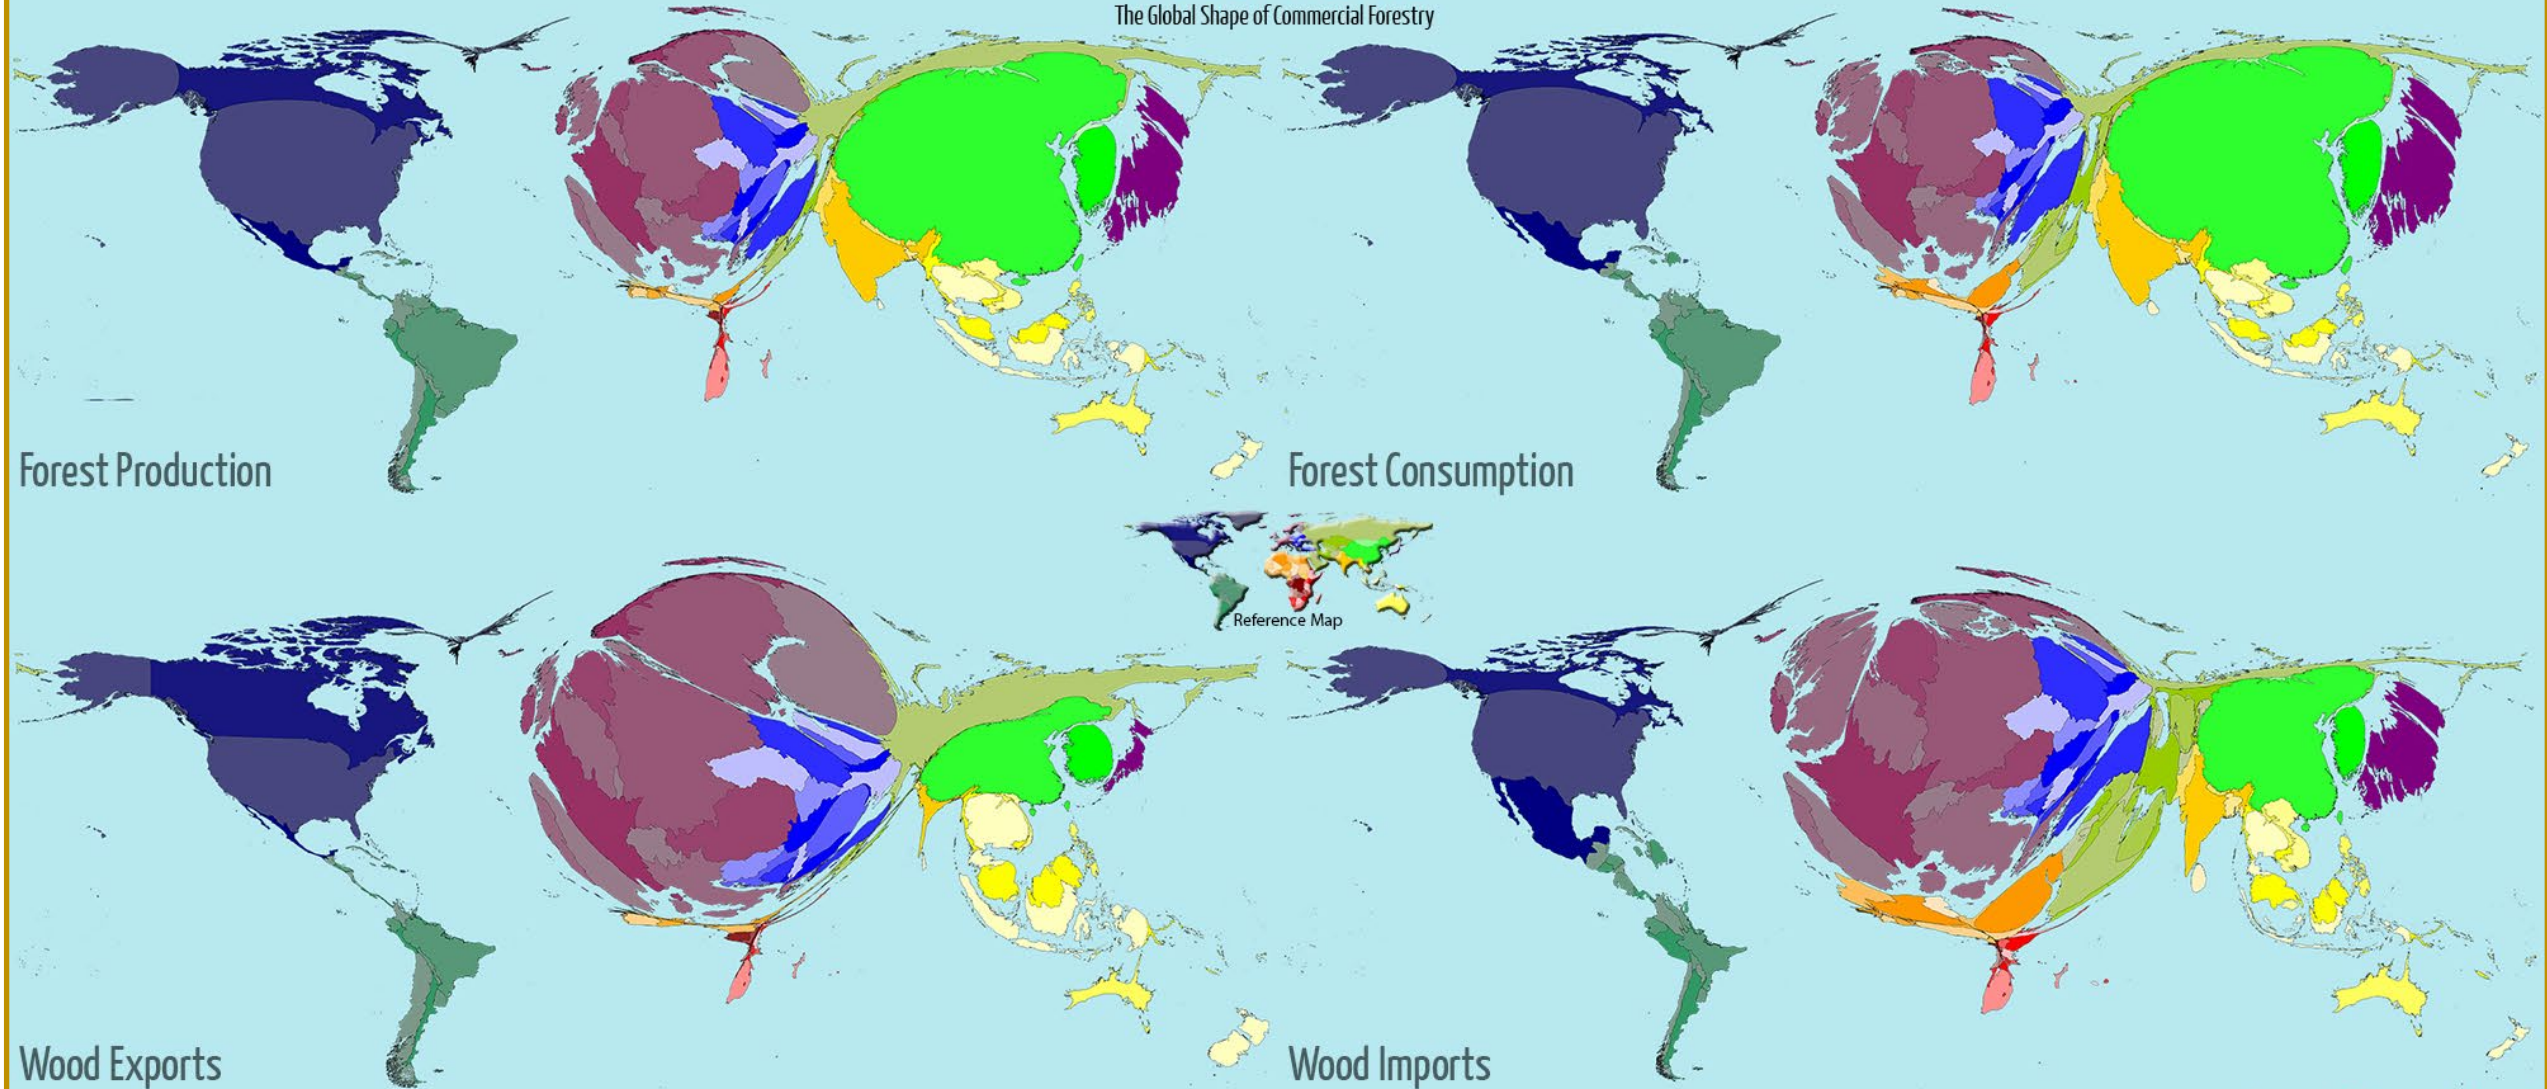 The Global Shape of Commercial Forestry
Forest Production
Forest Consumption
Reference Map
Wood Exports
Wood Imports